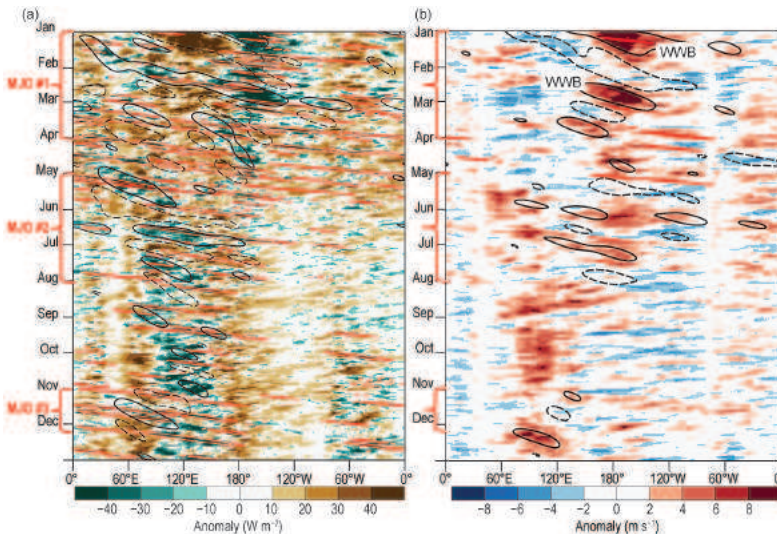 (a)
Jan
Feb
MJO #1
Mar
Apr
May
Jun
MJO #2
Jul
Aug
Sep
Oct
Nov
MJO #3
Dec
0° 60°E 120°E 180° 120°W 60°W 0°
−40 −30 −20 −10 0 10 20 30 40
Anomaly (W m⁻²)
(b)
Jan
WWB
Feb
WWB
Mar
Apr
May
Jun
Jul
Aug
Sep
Oct
Nov
Dec
0° 60°E 120°E 180° 120°W 60°W 0°
−8 −6 −4 −2 0 2 4 6 8
Anomaly (m s⁻¹)